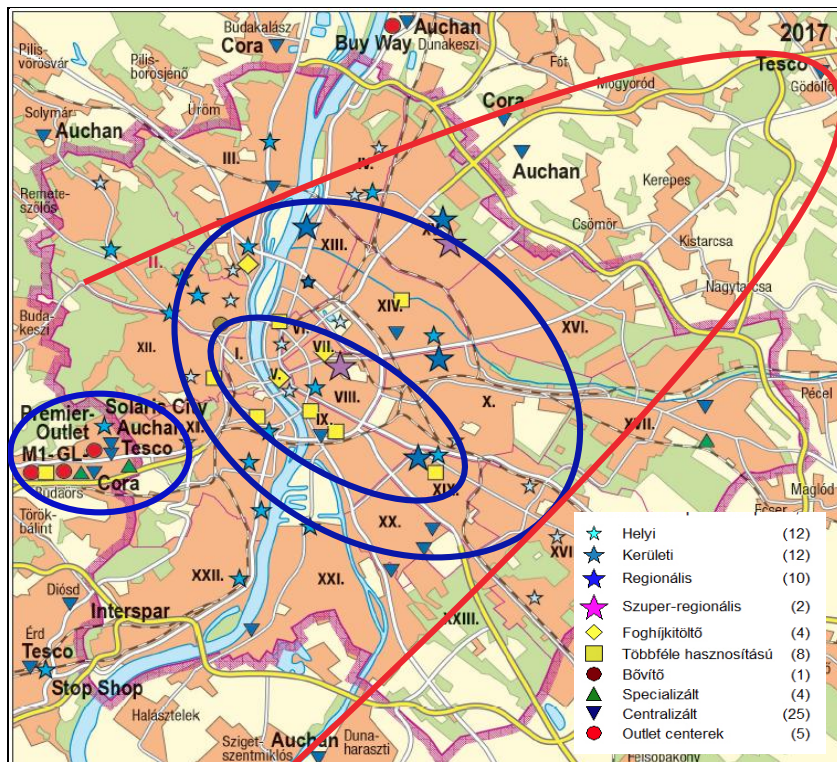 2017
Pilis-
vörösvár
Pilis-
borosjenő
Solymár
Auchan
Üröm
Budakalász
Cora
Auchan
Buy Way
Dunakeszi
Fót
Mogyoród
Tesco
Gödöllő
Cora
Auchan
Kerepes
Csömör
Kistarcsa
Nagytarcsa
Remete-
szőlős
Buda-
keszi
III.
IV.
II.
XIII.
XIV.
XVI.
XII.
I.
VI.
VII.
V.
VIII.
IX.
X.
XVII.
Pécel
Maglód
Ecser
Premier-
Outlet
Solaris City
Auchan
XI.
Tesco
M1-GL-
Cora
Budaörs
Török-
bálint
XIX.
XX.
XXI.
XXII.
XXIII.
Diósd
Interspar
Érd
Tesco
Stop Shop
Halásztelek
Sziget-
szentmiklós
Auchan
Duna-
haraszti
Felsőpakony
Helyi (12)
Kerületi (12)
Regionális (10)
Szuper-regionális (2)
Foghíjkitöltő (4)
Többféle hasznosítású (8)
Bővítő (1)
Specializált (4)
Centralizált (25)
Outlet centerek (5)